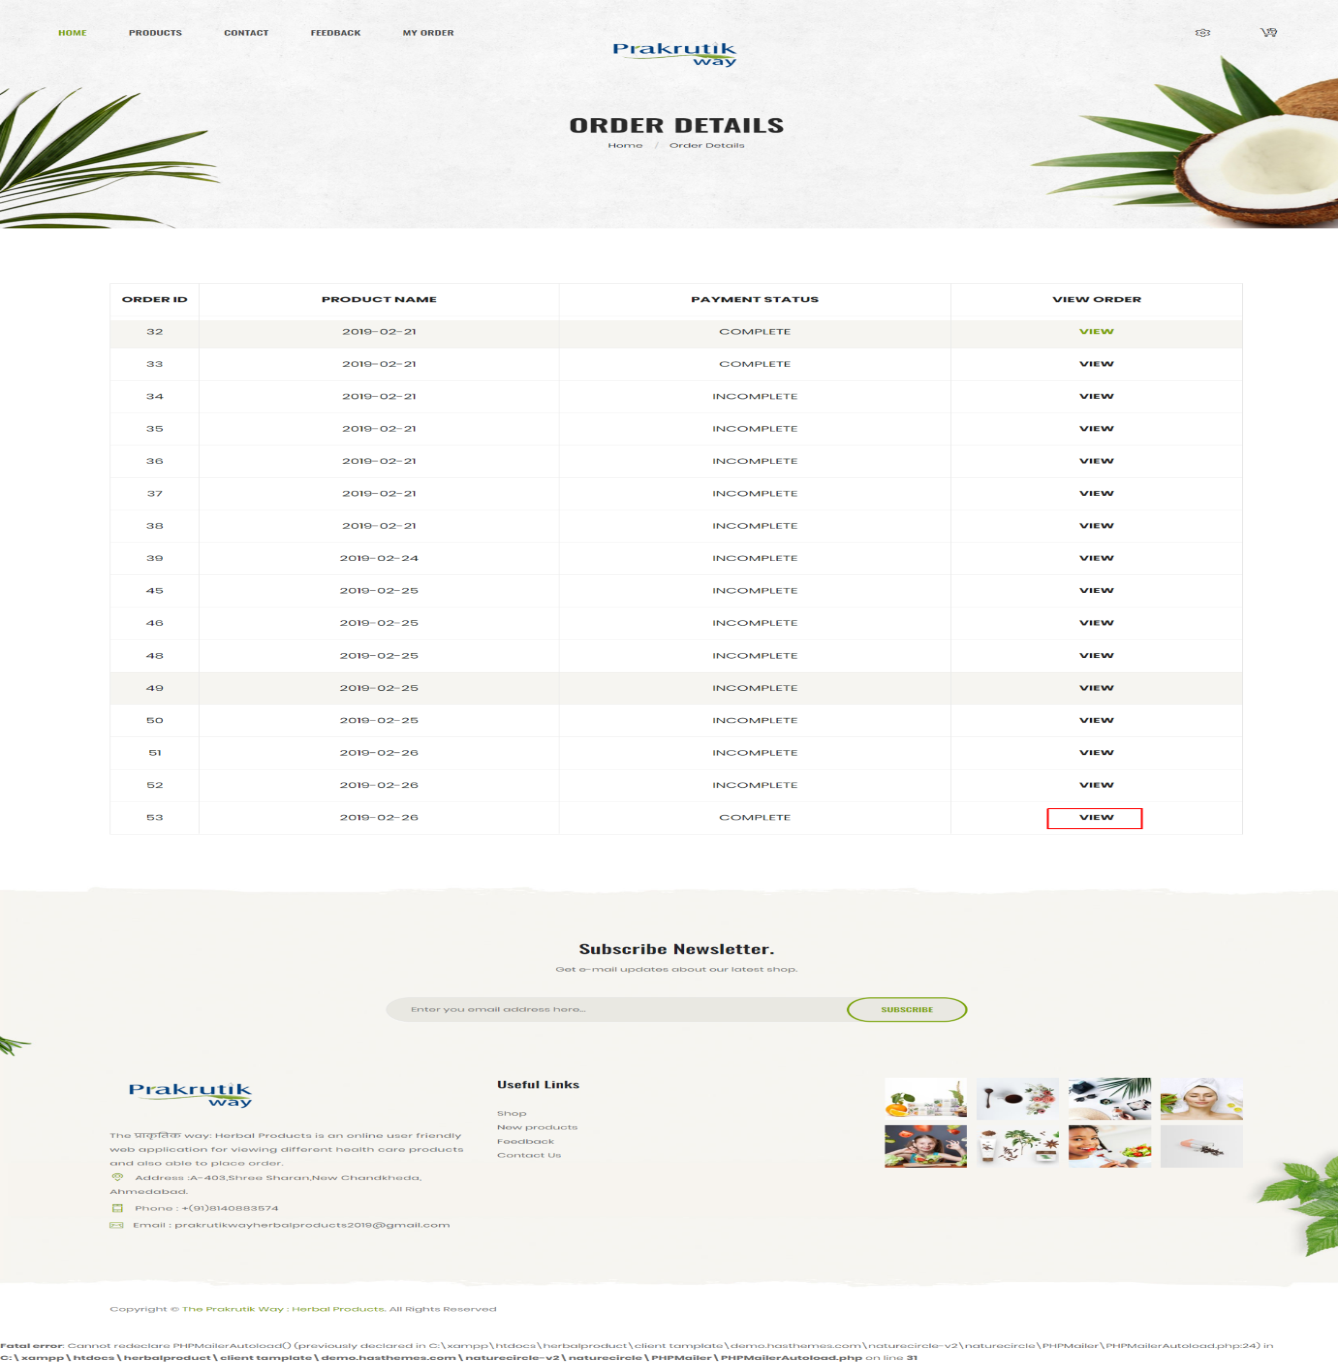 HOME PRODUCTS CONTACT FEEDBACK MY ORDER
Prakrutik
way
ORDER DETAILS
Home / Order Details
ORDER ID PRODUCT NAME PAYMENT STATUS VIEW ORDER
32 2019-02-21 COMPLETE VIEW
33 2019-02-21 COMPLETE VIEW
34 2019-02-21 INCOMPLETE VIEW
35 2019-02-21 INCOMPLETE VIEW
36 2019-02-21 INCOMPLETE VIEW
37 2019-02-21 INCOMPLETE VIEW
38 2019-02-21 INCOMPLETE VIEW
39 2019-02-24 INCOMPLETE VIEW
45 2019-02-25 INCOMPLETE VIEW
46 2019-02-25 INCOMPLETE VIEW
48 2019-02-25 INCOMPLETE VIEW
49 2019-02-25 INCOMPLETE VIEW
50 2019-02-25 INCOMPLETE VIEW
51 2019-02-26 INCOMPLETE VIEW
52 2019-02-26 INCOMPLETE VIEW
53 2019-02-26 COMPLETE VIEW
Subscribe Newsletter.
Get e-mail updates about our latest shop.
Enter you email address here... SUBSCRIBE
Prakrutik
way
The प्राकृतिक way: Herbal Products is an online user friendly
web application for viewing different health care products
and also able to place order.
Address :A-403,Shree Sharan,New Chandkheda,
Ahmedabad.
Phone : +(91)8140883574
Email : prakrutikwayherbalproducts2019@gmail.com
Useful Links
Shop
New products
Feedback
Contact Us
Copyright © The Prakrutik Way : Herbal Products. All Rights Reserved
Fatal error: Cannot redeclare PHPMailerAutoload() (previously declared in C:\xampp\htdocs\herbalproduct\client tamplate\demo.hasthemes.com\naturecircle-v2\naturecircle\PHPMailer\PHPMailerAutoload.php:24) in
C:\xampp\htdocs\herbalproduct\client tamplate\demo.hasthemes.com\naturecircle-v2\naturecircle\PHPMailer\PHPMailerAutoload.php on line 31